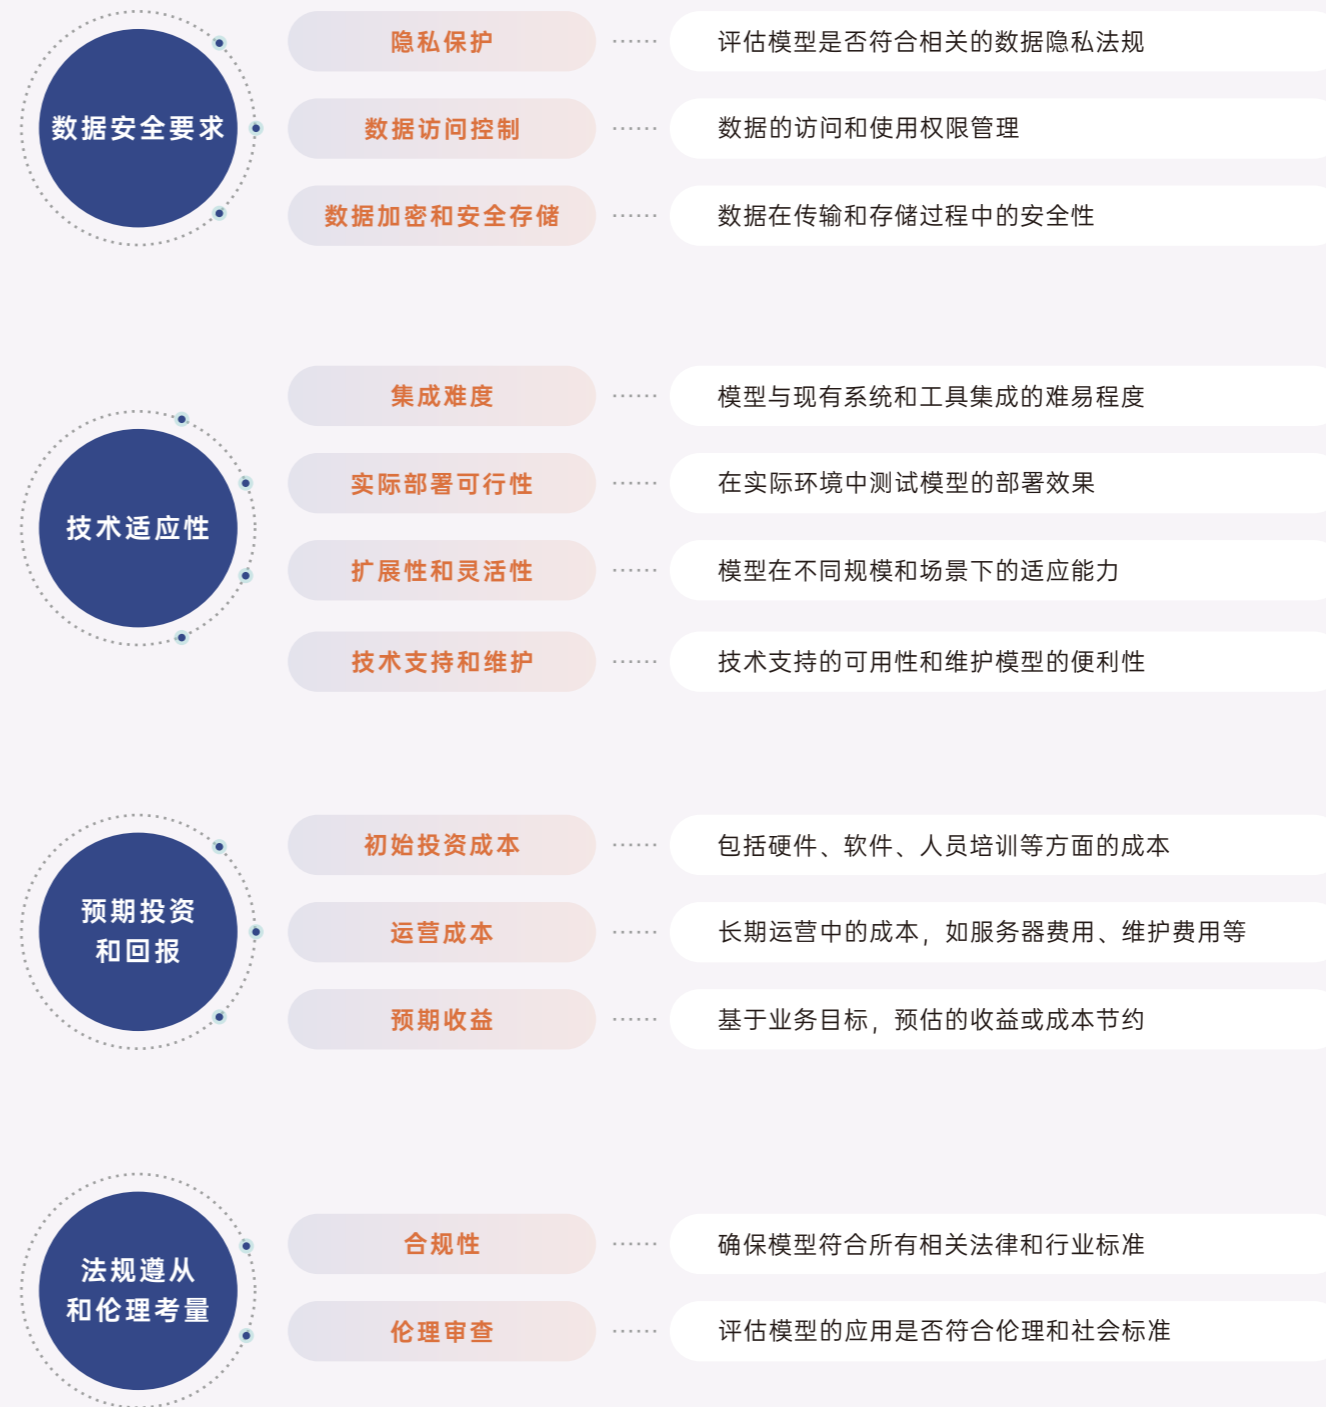 数据安全要求
隐私保护
评估模型是否符合相关的数据隐私法规
数据访问控制
数据的访问和使用权限管理
数据加密和安全存储
数据在传输和存储过程中的安全性
技术适应性
集成难度
模型与现有系统和工具集成的难易程度
实际部署可行性
在实际环境中测试模型的部署效果
扩展性和灵活性
模型在不同规模和场景下的适应能力
技术支持和维护
技术支持的可用性和维护模型的便利性
预期投资
和回报
初始投资成本
包括硬件、软件、人员培训等方面的成本
运营成本
长期运营中的成本，如服务器费用、维护费用等
预期收益
基于业务目标，预估的收益或成本节约
法规遵从
和伦理考量
合规性
确保模型符合所有相关法律和行业标准
伦理审查
评估模型的应用是否符合伦理和社会标准